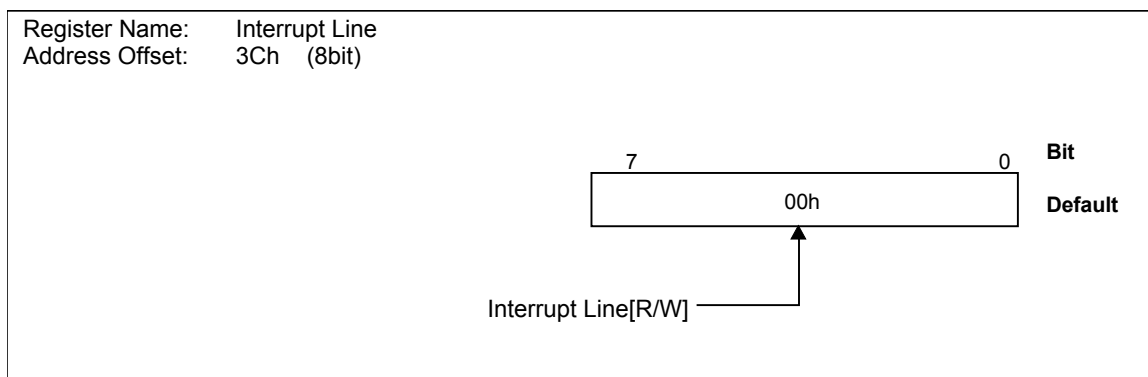 Register Name: Interrupt Line
Address Offset: 3Ch (8bit)
7 0 Bit
00h Default
Interrupt Line[R/W]